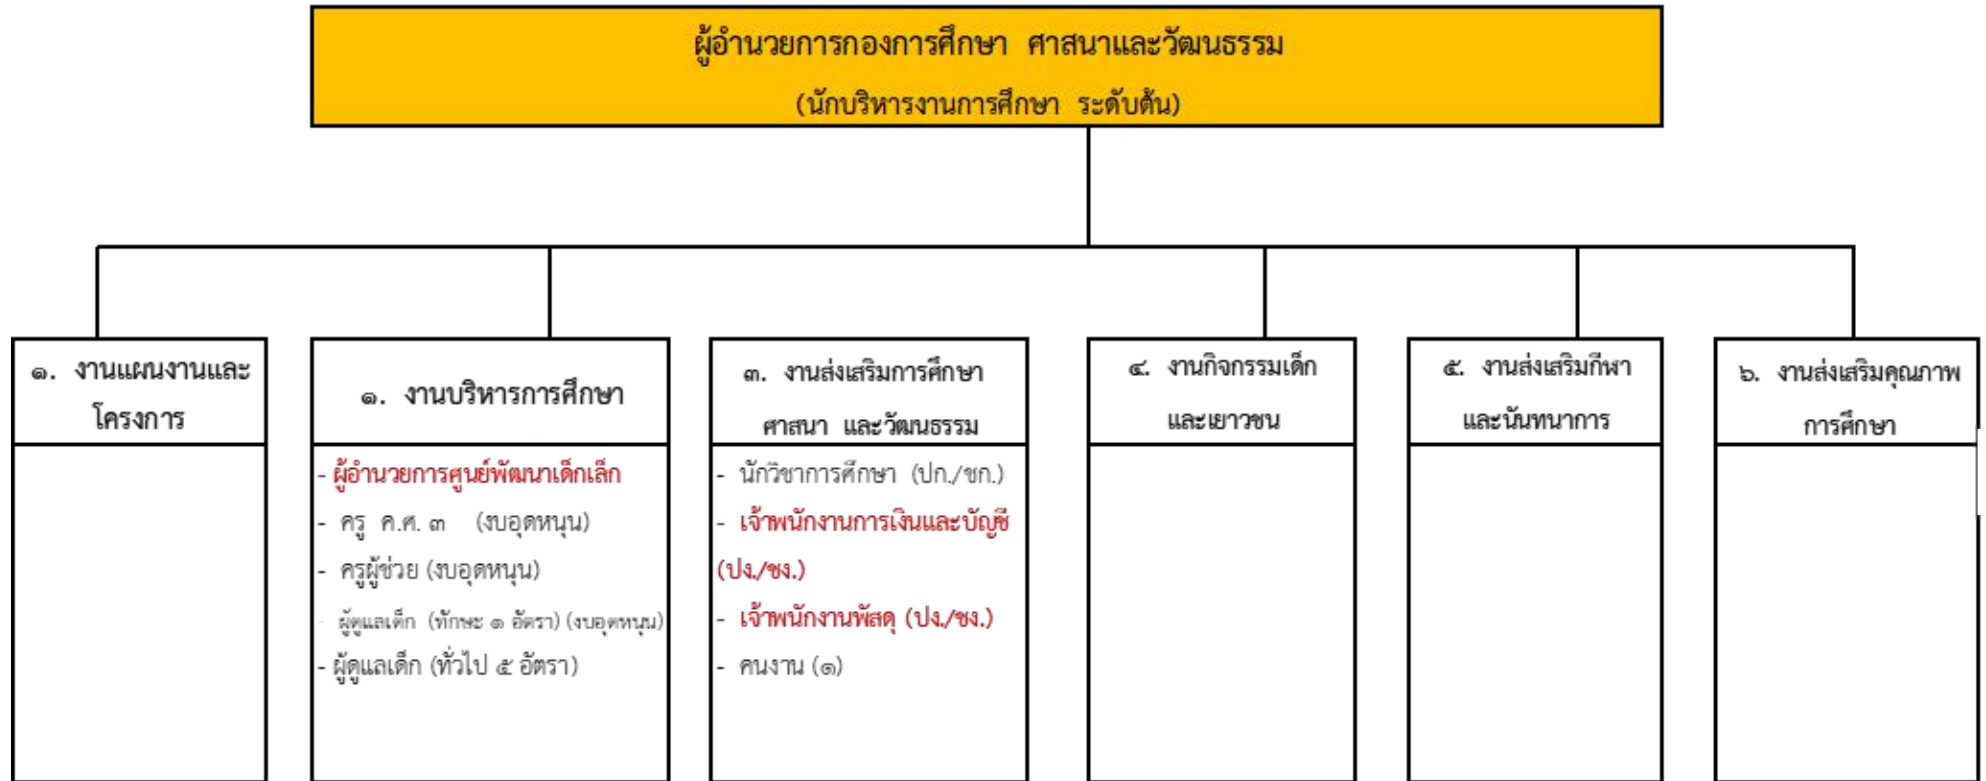 ผู้อำนวยการกองการศึกษา ศาสนาและวัฒนธรรม
(นักบริหารงานการศึกษา ระดับต้น)
๑. งานแผนงานและ
โครงการ
๑. งานบริหารการศึกษา
- ผู้อำนวยการศูนย์พัฒนาเด็กเล็ก
- ครู ค.ศ. ๓ (งบอุดหนุน)
- ครูผู้ช่วย (งบอุดหนุน)
- ผู้ดูแลเด็ก (ทักษะ ๑ อัตรา) (งบอุดหนุน)
- ผู้ดูแลเด็ก (ทั่วไป ๕ อัตรา)
๓. งานส่งเสริมการศึกษา
ศาสนา และวัฒนธรรม
- นักวิชาการศึกษา (ปก./ชก.)
- เจ้าพนักงานการเงินและบัญชี
(ปง./ชง.)
- เจ้าพนักงานพัสดุ (ปง./ชง.)
- คนงาน (๑)
๔. งานกิจกรรมเด็ก
และเยาวชน
๕. งานส่งเสริมกีฬา
และนันทนาการ
๖. งานส่งเสริมคุณภาพ
การศึกษา